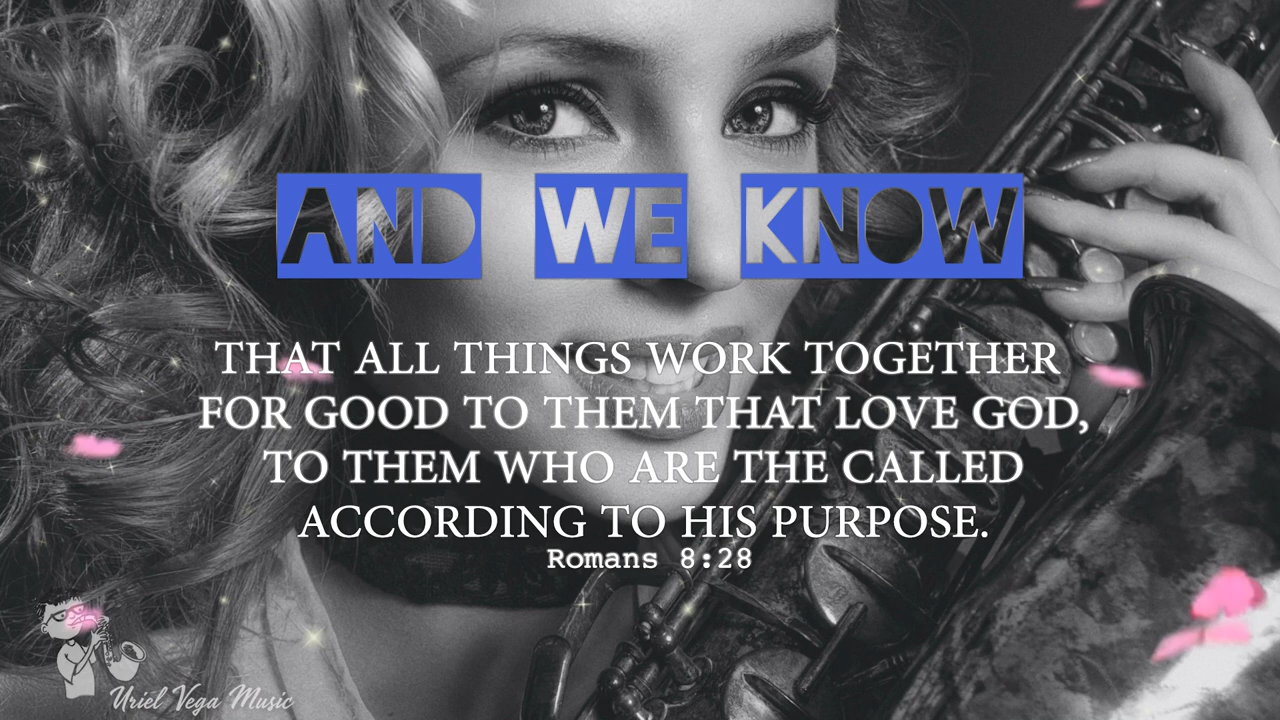 AND WE KNOW
THAT ALL THINGS WORK TOGETHER
FOR GOOD TO THEM THAT LOVE GOD,
TO THEM WHO ARE THE CALLED
ACCORDING TO HIS PURPOSE.
Romans 8:28
Uriel Vega Music